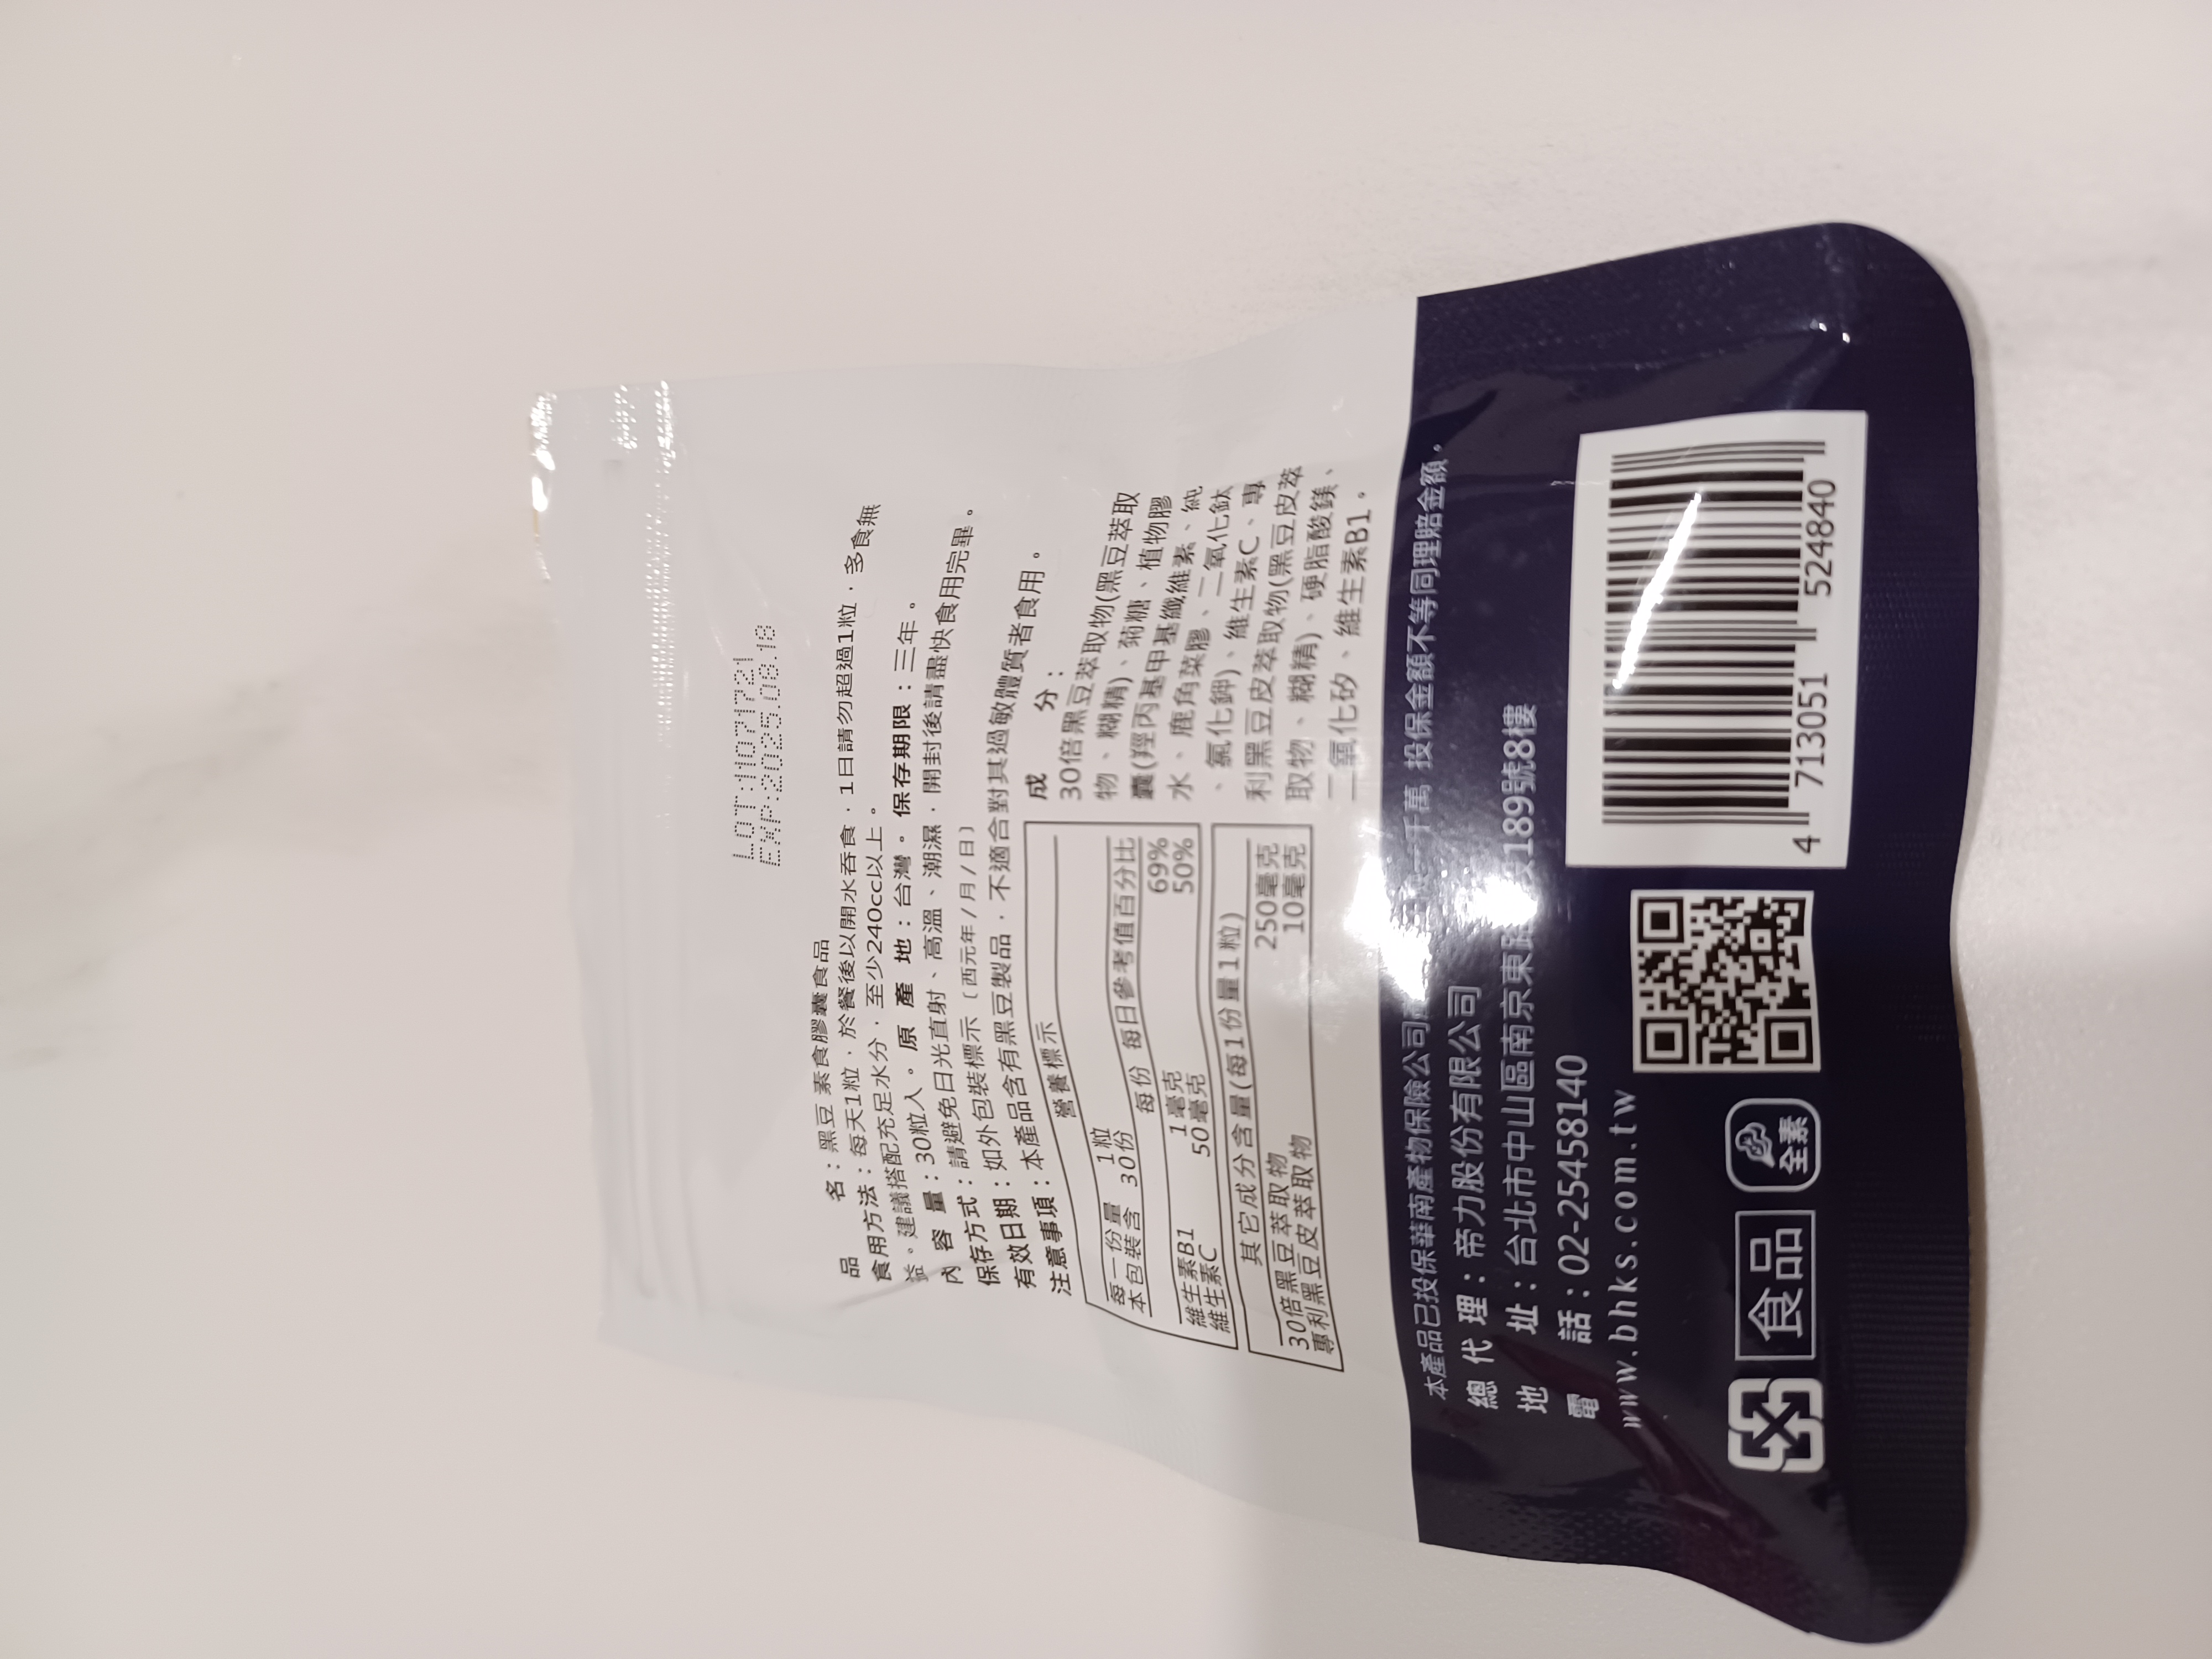 LOT:1107172
EXP:2025.08.18
品　　名：黑豆 素食膠囊食品
食用方法：每天1粒，於餐後以開水吞食，1日請勿超過1粒，多食無
益。建議搭配充足水分，至少240cc以上。
內 容 量：30粒入。原 產 地：台灣。保存期限：三年。
保存方式：請避免日光直射、高溫、潮濕，開封後請盡快食用完畢。
有效日期：如外包裝標示（西元年/月/日）
注意事項：本產品含有黑豆製品，不適合對其過敏體質者食用。
營養標示
每一份量 1粒
本包裝含 30份
每份 每日參考值百分比
維生素B1 1毫克 69%
維生素C 50毫克 50%
其它成分含量(每1份量1粒)
30倍黑豆萃取物 250毫克
專利黑豆皮萃取物 10毫克
成　　分：
30倍黑豆萃取物(黑豆萃取
物、糊精)、菊糖、植物膠
囊(羥丙基甲基纖維素、純
水、鹿角菜膠、二氧化鈦
、氯化鉀)、維生素C、專
利黑豆皮萃取物(黑豆皮萃
取物、糊精)、硬脂酸鎂、
二氧化矽、維生素B1。
本產品已投保華南產物保險公司 千萬 投保金額不等同理賠金額。
總 代 理：帝力股份有限公司
地　　址：台北市中山區南京東路 189號8樓
電　　話：02-25458140
www.bhks.com.tw
食品
全素
4 713051 524840